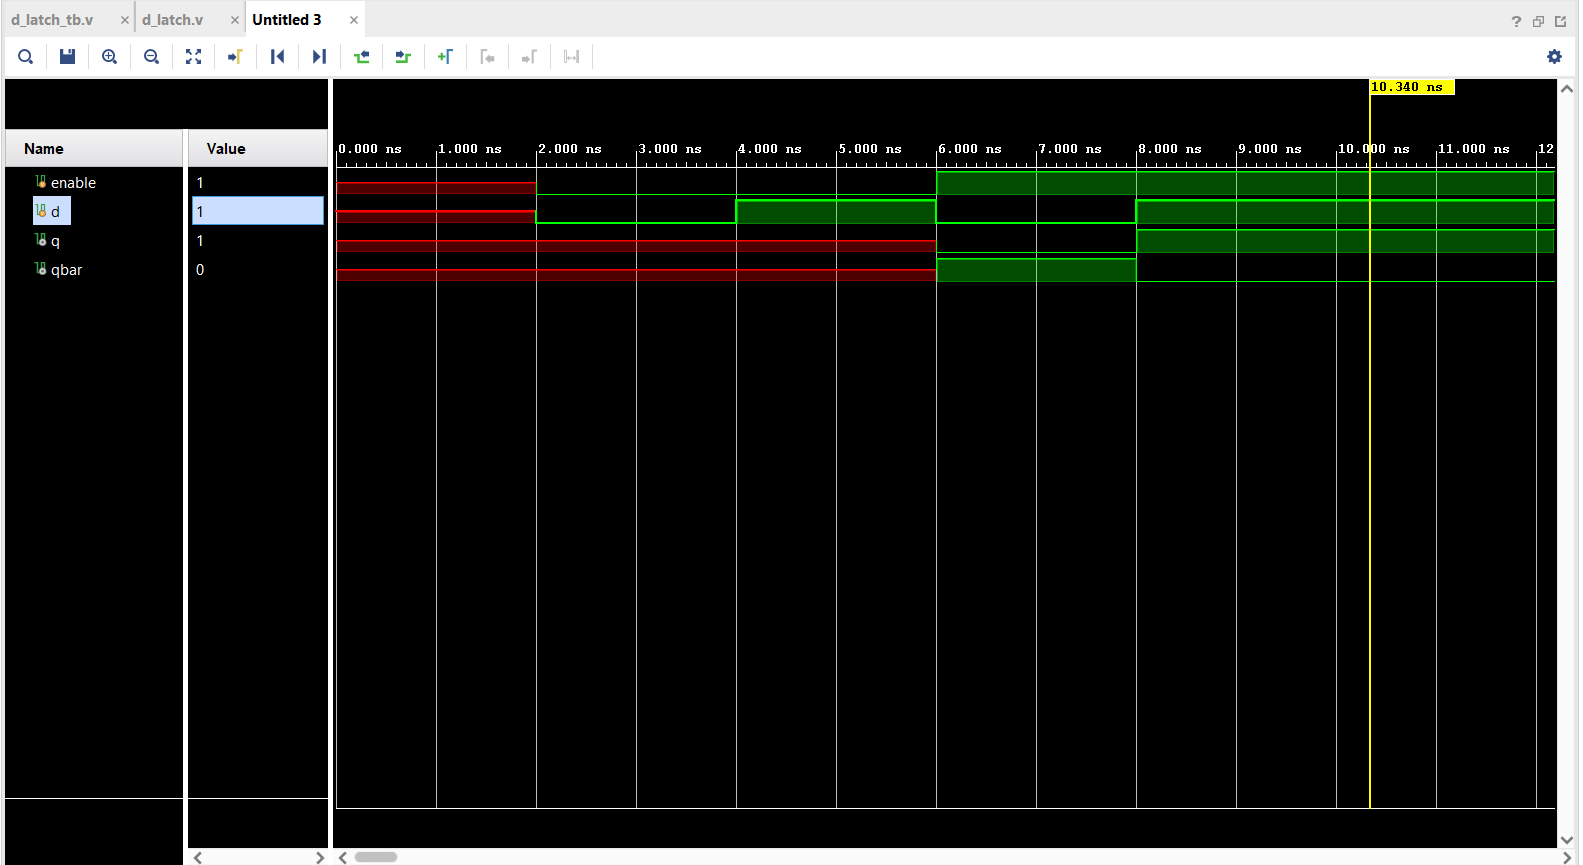 d_latch_tb.v × d_latch.v × Untitled 3 ×
?
10.340 ns
Name Value
0.000 ns 1.000 ns 2.000 ns 3.000 ns 4.000 ns 5.000 ns 6.000 ns 7.000 ns 8.000 ns 9.000 ns 10.000 ns 11.000 ns 12
enable 1
d 1
q 1
qbar 0